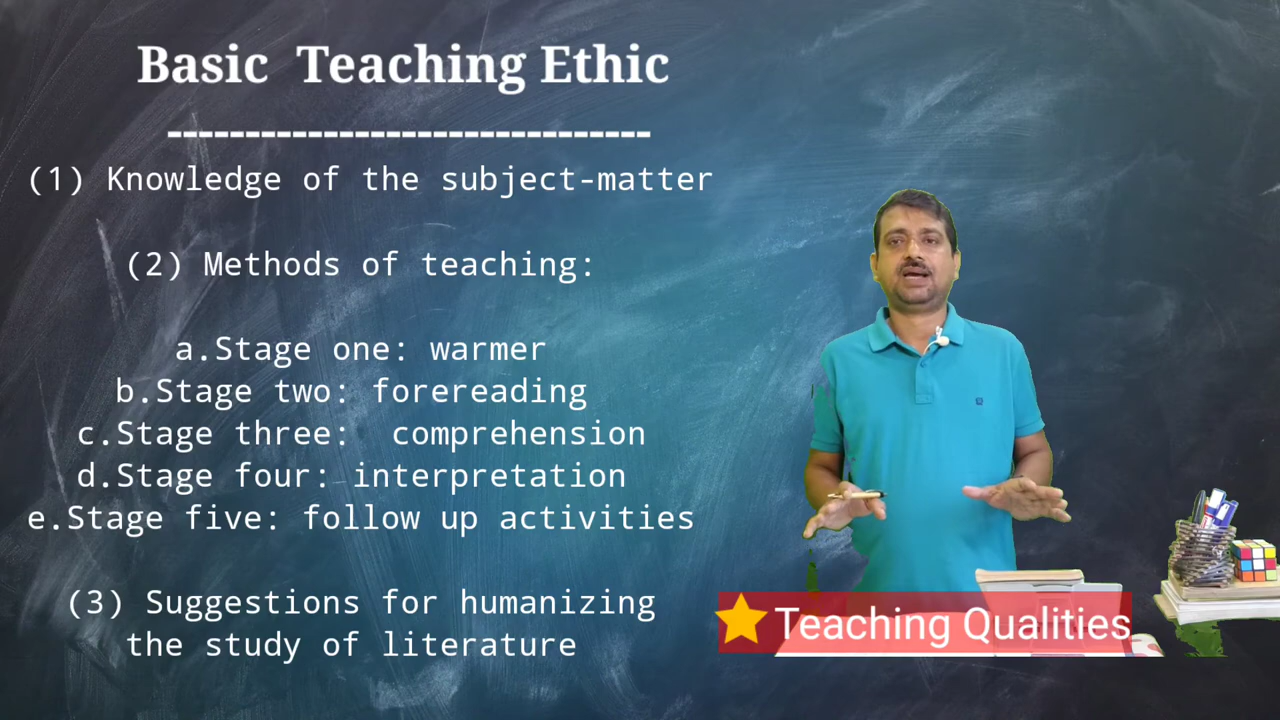 Basic Teaching Ethic
-------------------------------
(1) Knowledge of the subject-matter
(2) Methods of teaching:
a.Stage one: warmer
b.Stage two: forereading
c.Stage three: comprehension
d.Stage four: interpretation
e.Stage five: follow up activities
(3) Suggestions for humanizing
the study of literature
Teaching Qualities